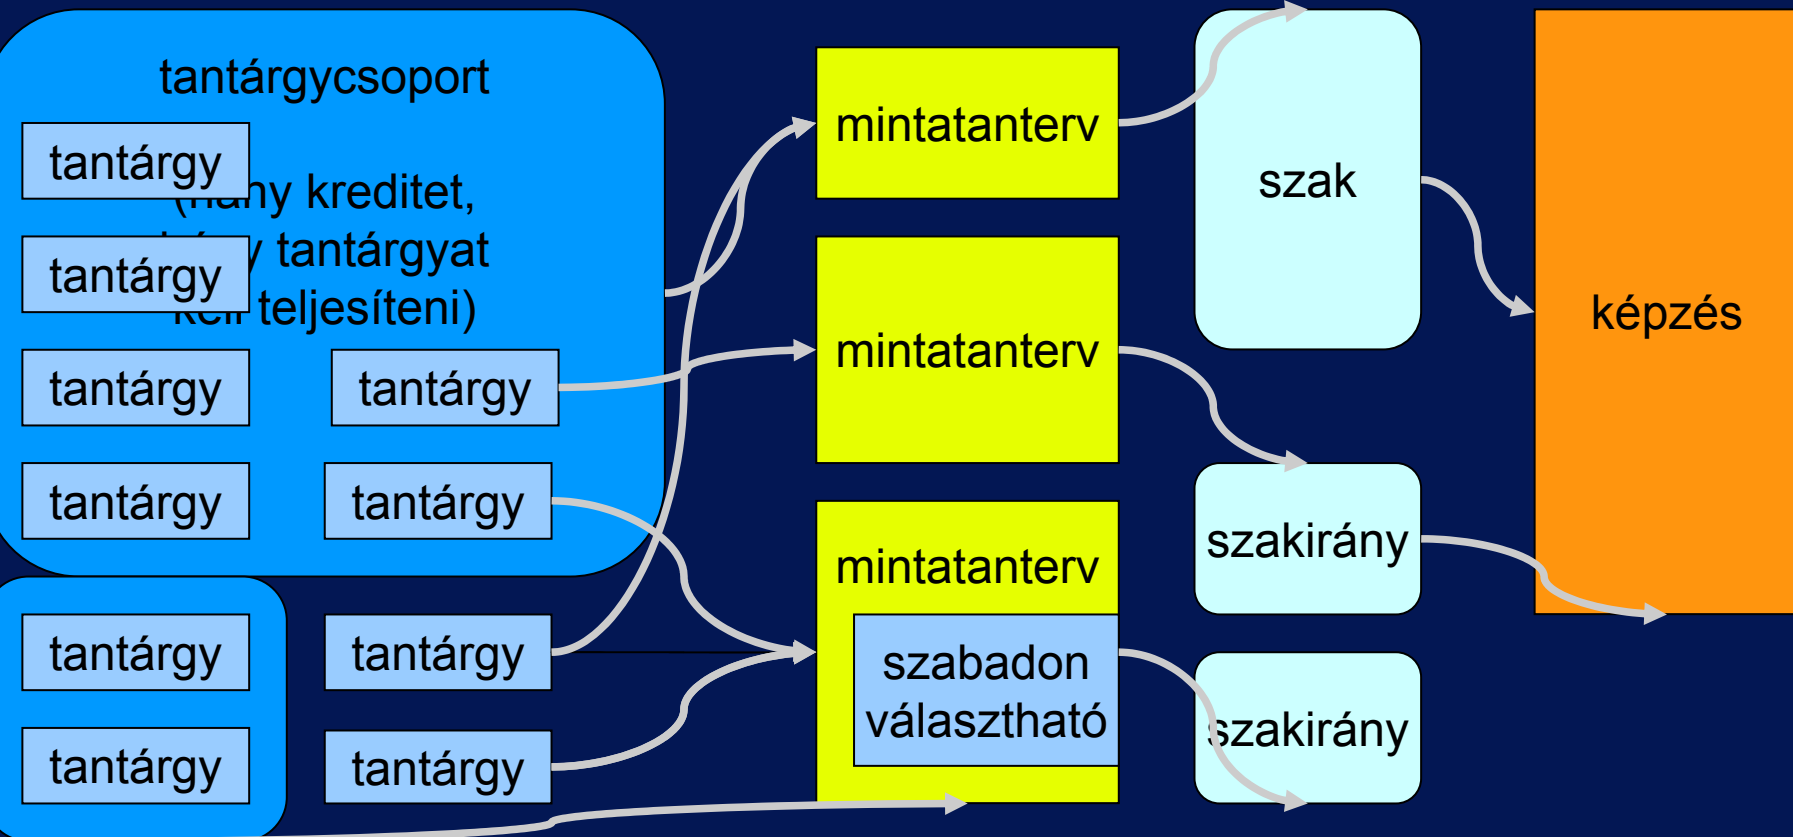 tantárgycsoport
tantárgy
kreditet,
tantárgyat
tantárgy
teljesíteni)
tantárgy
tantárgy
tantárgy
tantárgy
tantárgy
tantárgy
tantárgy
tantárgy
mintatanterv
mintatanterv
mintatanterv
szabadon
választható
szak
szakirány
szakirány
képzés